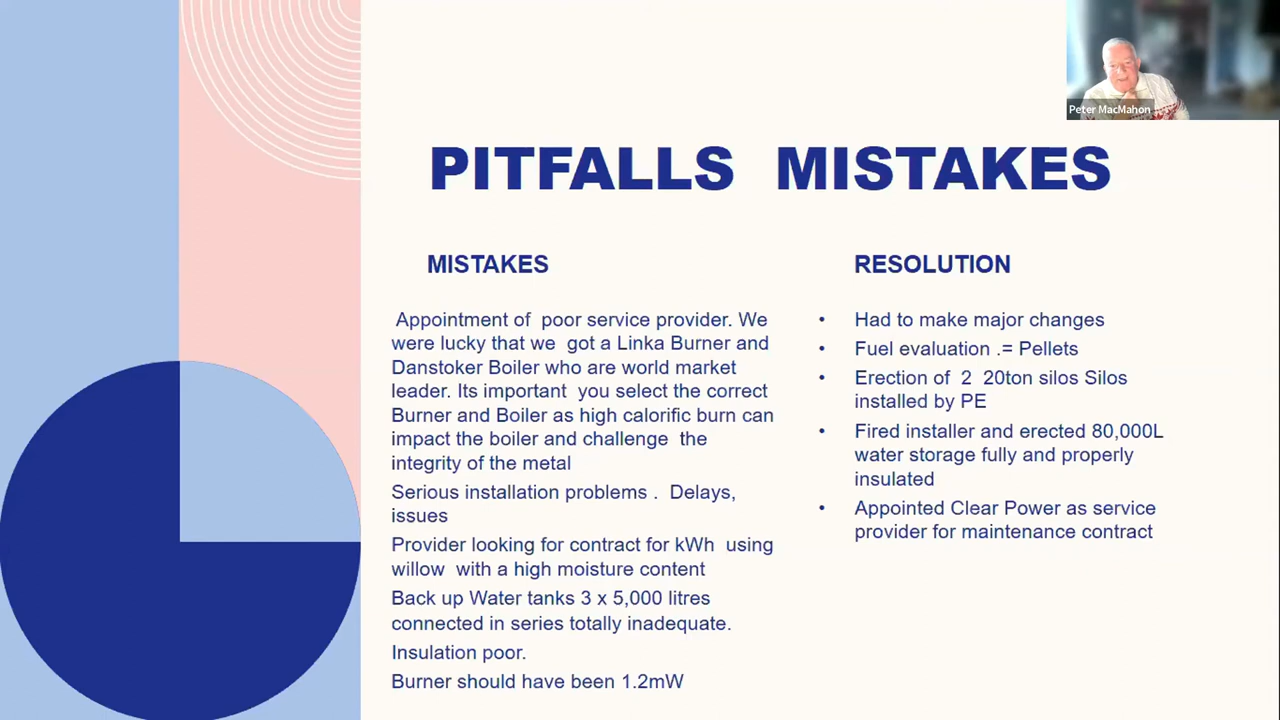 Peter MacMahon
PITFALLS MISTAKES
MISTAKES
Appointment of poor service provider. We
were lucky that we got a Linka Burner and
Danstoker Boiler who are world market
leader. Its important you select the correct
Burner and Boiler as high calorific burn can
impact the boiler and challenge the
integrity of the metal
Serious installation problems . Delays,
issues
Provider looking for contract for kWh using
willow with a high moisture content
Back up Water tanks 3 x 5,000 litres
connected in series totally inadequate.
Insulation poor.
Burner should have been 1.2mW
RESOLUTION
• Had to make major changes
• Fuel evaluation .= Pellets
• Erection of 2 20ton silos Silos
installed by PE
• Fired installer and erected 80,000L
water storage fully and properly
insulated
• Appointed Clear Power as service
provider for maintenance contract